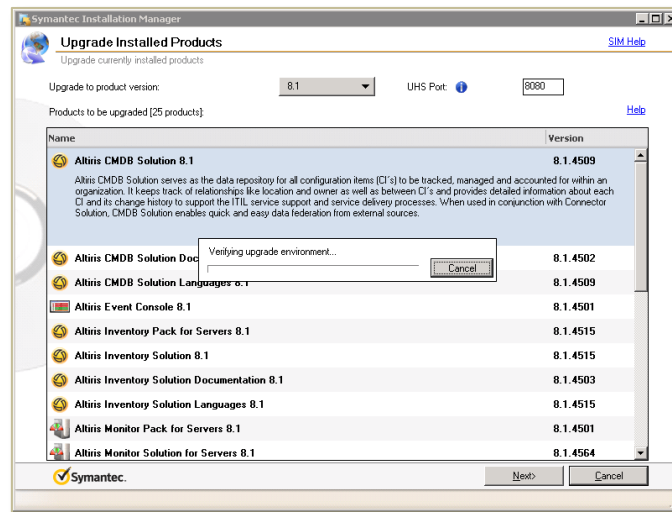 Symantec Installation Manager
Upgrade Installed Products
SIM Help
Upgrade currently installed products
Upgrade to product version:
8.1
UHS Port:
8080
Products to be upgraded [25 products]:
Help
Name
Version
Altiris CMDB Solution 8.1
8.1.4509
Altiris CMDB Solution serves as the data repository for all configuration items (CI's) to be tracked, managed and accounted for within an
organization. It keeps track of relationships like location and owner as well as between CI's and provides detailed information about each
CI and its change history to support the ITIL service support and service delivery processes. When used in conjunction with Connector
Solution, CMDB Solution enables quick and easy data federation from external sources.
Verifying upgrade environment...
Cancel
Altiris CMDB Solution Doc
8.1.4502
Altiris CMDB Solution Languages 8.1
8.1.4509
Altiris Event Console 8.1
8.1.4501
Altiris Inventory Pack for Servers 8.1
8.1.4515
Altiris Inventory Solution 8.1
8.1.4515
Altiris Inventory Solution Documentation 8.1
8.1.4503
Altiris Inventory Solution Languages 8.1
8.1.4515
Altiris Monitor Pack for Servers 8.1
8.1.4501
Altiris Monitor Solution for Servers 8.1
8.1.4564
Symantec.
Next>
Cancel